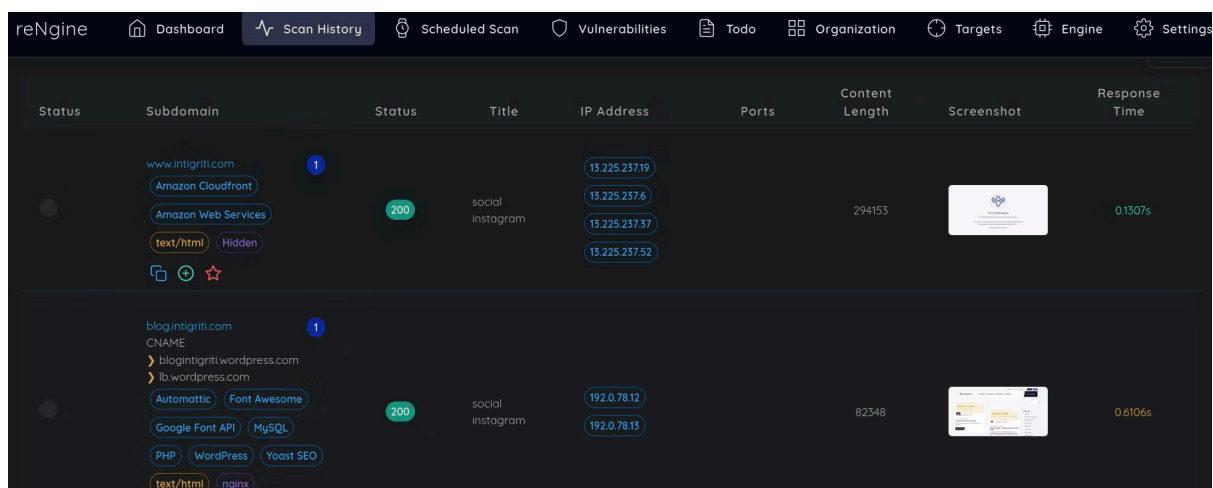 reNgine Dashboard Scan History Scheduled Scan Vulnerabilities Todo Organization Targets Engine Settings
Status Subdomain Status Title IP Address Ports Content Length Screenshot Response Time
www.intigriti.com 1
Amazon Cloudfront
Amazon Web Services
text/html Hidden
200
social
instagram
13.225.237.19
13.225.237.6
13.225.237.37
13.225.237.52
294153
0.1307s
blog.intigriti.com 1
CNAME
❯ blogintigriti.wordpress.com
❯ lb.wordpress.com
Automattic Font Awesome
Google Font API MySQL
PHP WordPress Yoast SEO
text/html nginx
200
social
instagram
192.0.78.12
192.0.78.13
82348
0.6106s